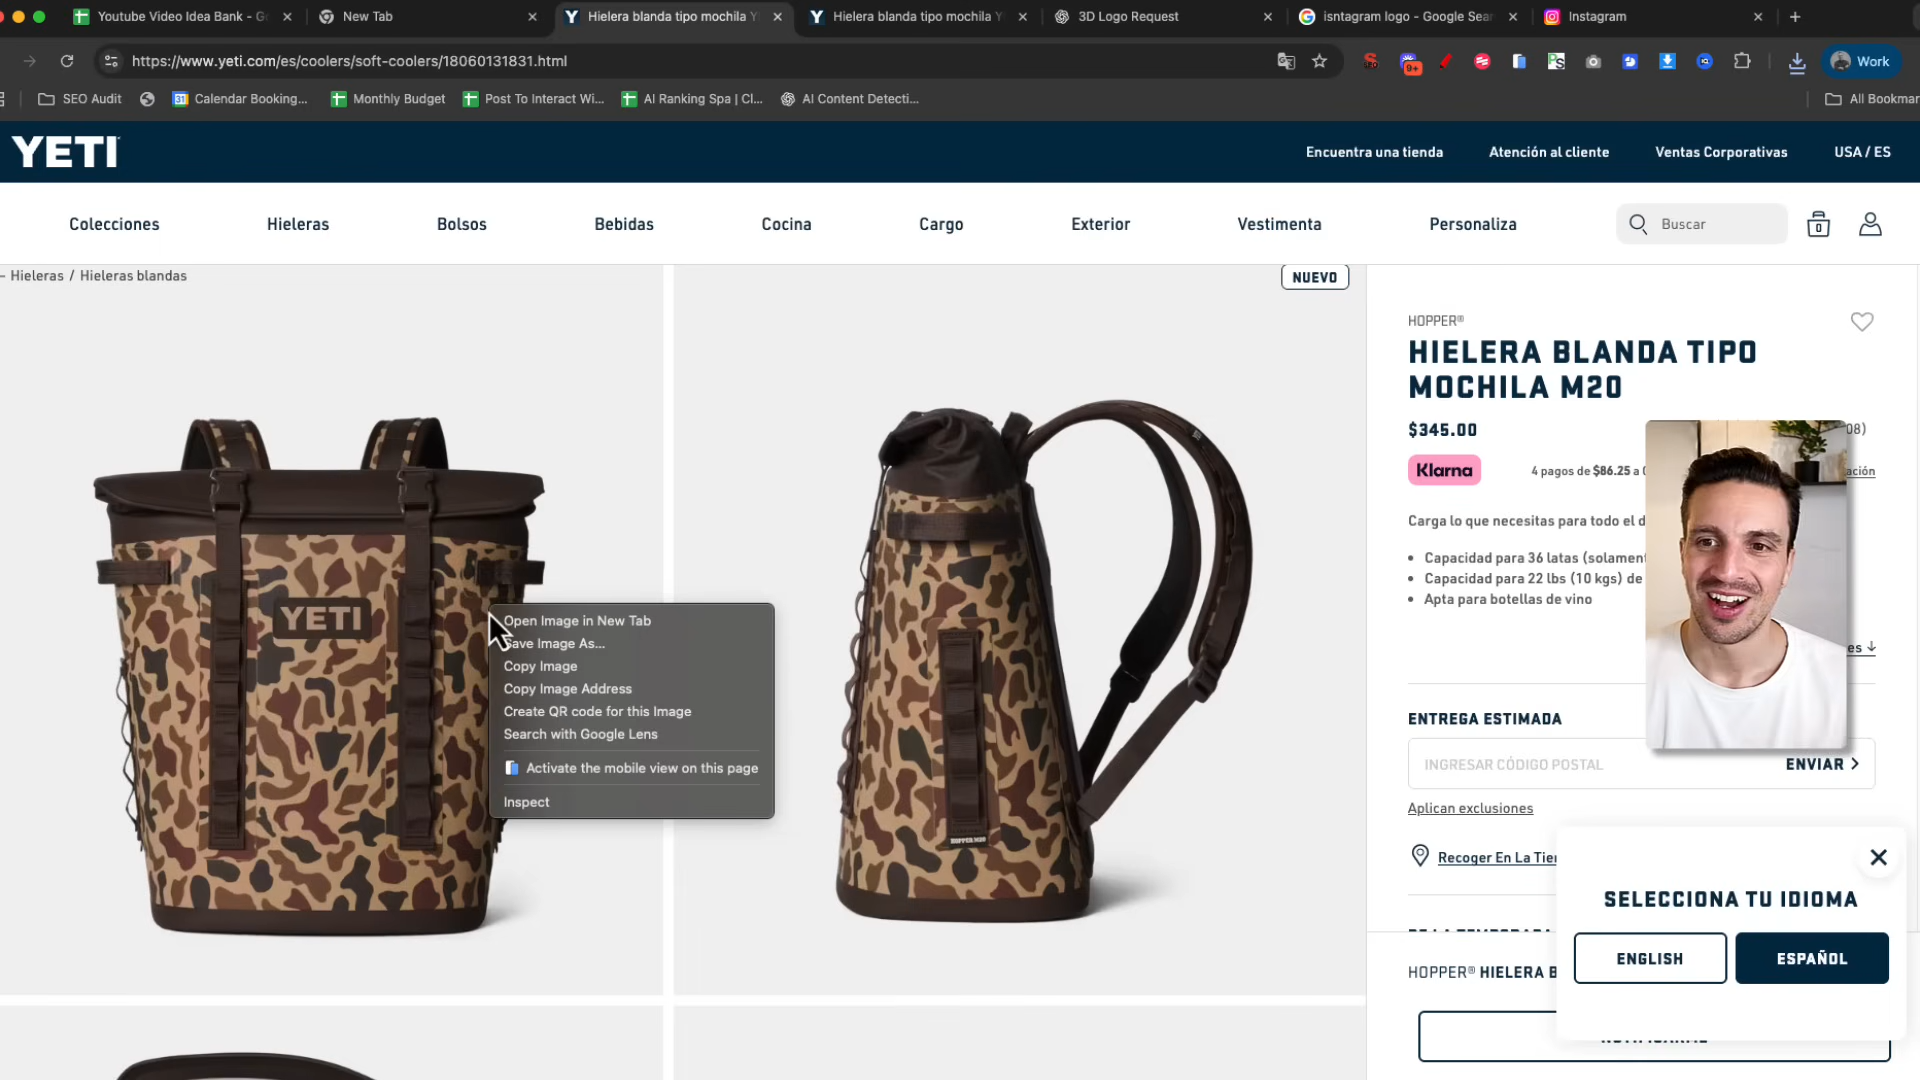 Youtube Video Idea Bank - G
New Tab
Hielera blanda tipo mochila Y
Hielera blanda tipo mochila Y
3D Logo Request
isntagram logo - Google Sear
Instagram
https://www.yeti.com/es/coolers/soft-coolers/18060131831.html
9+
Work
SEO Audit
Calendar Booking...
Monthly Budget
Post To Interact Wi...
AI Ranking Spa | Cl...
AI Content Detecti...
All Bookmar
YETI
Encuentra una tienda
Atención al cliente
Ventas Corporativas
USA / ES
Colecciones
Hieleras
Bolsos
Bebidas
Cocina
Cargo
Exterior
Vestimenta
Personaliza
Buscar
0
Hieleras / Hieleras blandas
NUEVO
HOPPER®
HIELERA BLANDA TIPO
MOCHILA M20
$345.00
08)
Klarna
4 pagos de $86.25 a
ación
Carga lo que necesitas para todo el d
• Capacidad para 36 latas (solament
• Capacidad para 22 lbs (10 kgs) de
• Apta para botellas de vino
es ↓
YETI
HOPPER M20
Open Image in New Tab
Save Image As...
Copy Image
Copy Image Address
Create QR code for this Image
Search with Google Lens
Activate the mobile view on this page
Inspect
ENTREGA ESTIMADA
INGRESAR CÓDIGO POSTAL
ENVIAR >
Aplican exclusiones
Recoger En La Tie
SELECCIONA TU IDIOMA
ENGLISH
ESPAÑOL
HOPPER® HIELERA B